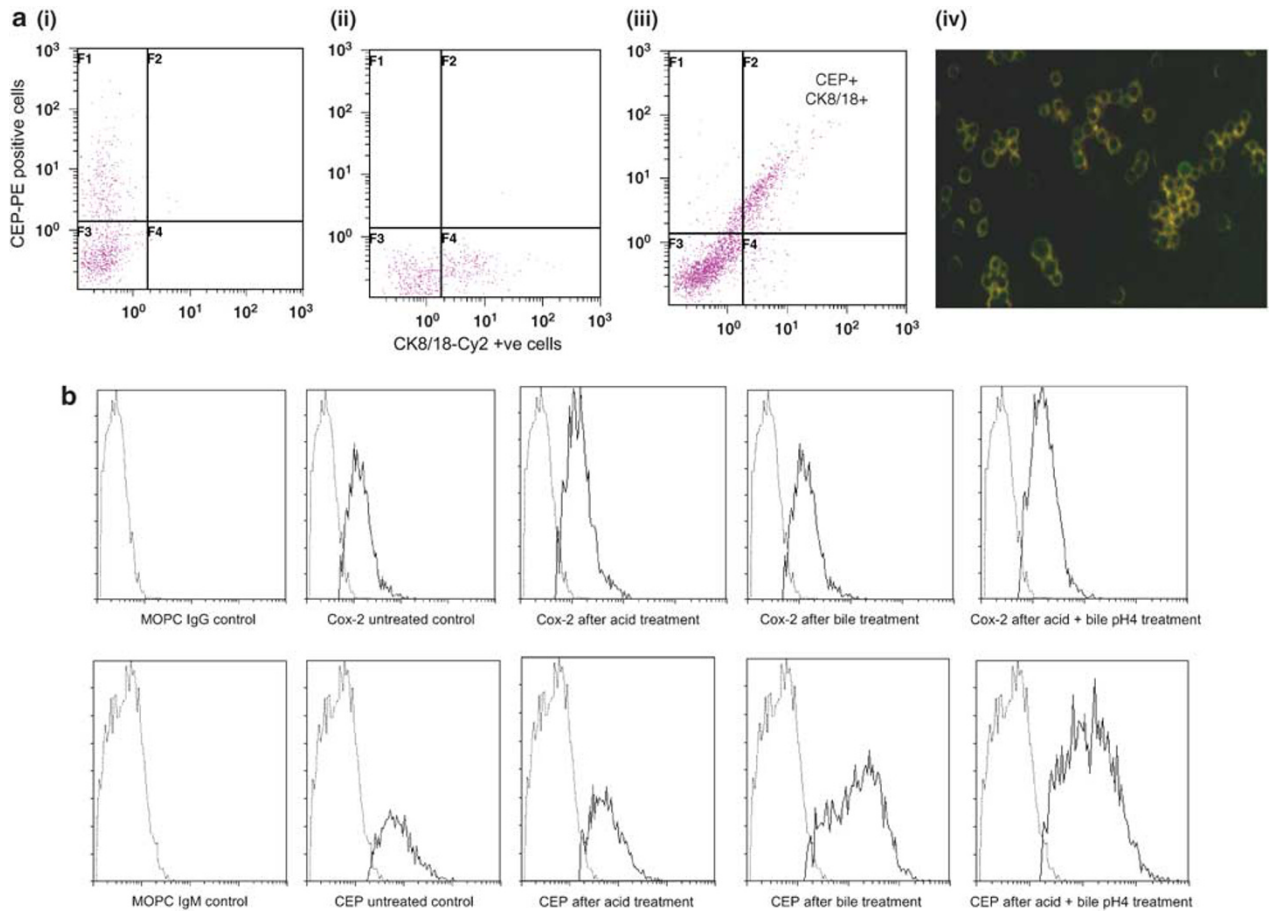 a (i) (ii) (iii) (iv)
CEP-PE positive cells
10³
10²
10¹
10⁰
F1 F2
F3 F4
10⁰ 10¹ 10² 10³
10³
10²
10¹
10⁰
F1 F2
F3 F4
10⁰ 10¹ 10² 10³
CK8/18-Cy2 +ve cells
10³
10²
10¹
10⁰
F1 F2
CEP+
CK8/18+
F3 F4
10⁰ 10¹ 10² 10³
b
MOPC IgG control
Cox-2 untreated control
Cox-2 after acid treatment
Cox-2 after bile treatment
Cox-2 after acid + bile pH4 treatment
MOPC IgM control
CEP untreated control
CEP after acid treatment
CEP after bile treatment
CEP after acid + bile pH4 treatment